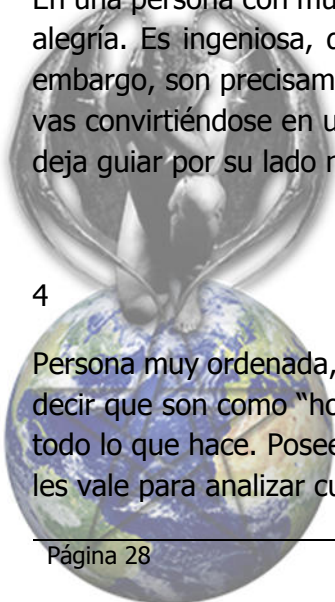 En una persona con mu
alegría. Es ingeniosa,
embargo, son precisam
vas convirtiéndose en u
deja guiar por su lado
4
Persona muy ordenada,
decir que son como "ho
todo lo que hace. Posee
les vale para analizar cu
Página 28